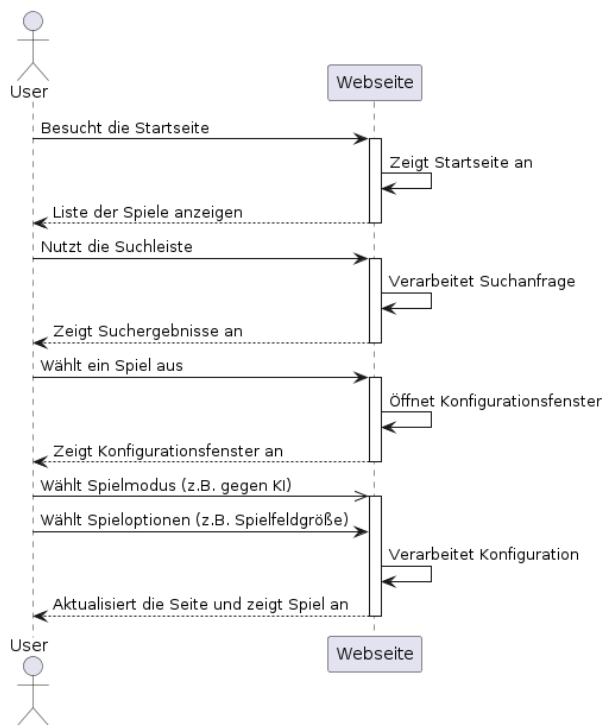 User
Webseite
Besucht die Startseite
Zeigt Startseite an
Liste der Spiele anzeigen
Nutzt die Suchleiste
Verarbeitet Suchanfrage
Zeigt Suchergebnisse an
Wählt ein Spiel aus
Öffnet Konfigurationsfenster
Zeigt Konfigurationsfenster an
Wählt Spielmodus (z.B. gegen KI)
Wählt Spieloptionen (z.B. Spielfeldgröße)
Verarbeitet Konfiguration
Aktualisiert die Seite und zeigt Spiel an
User
Webseite